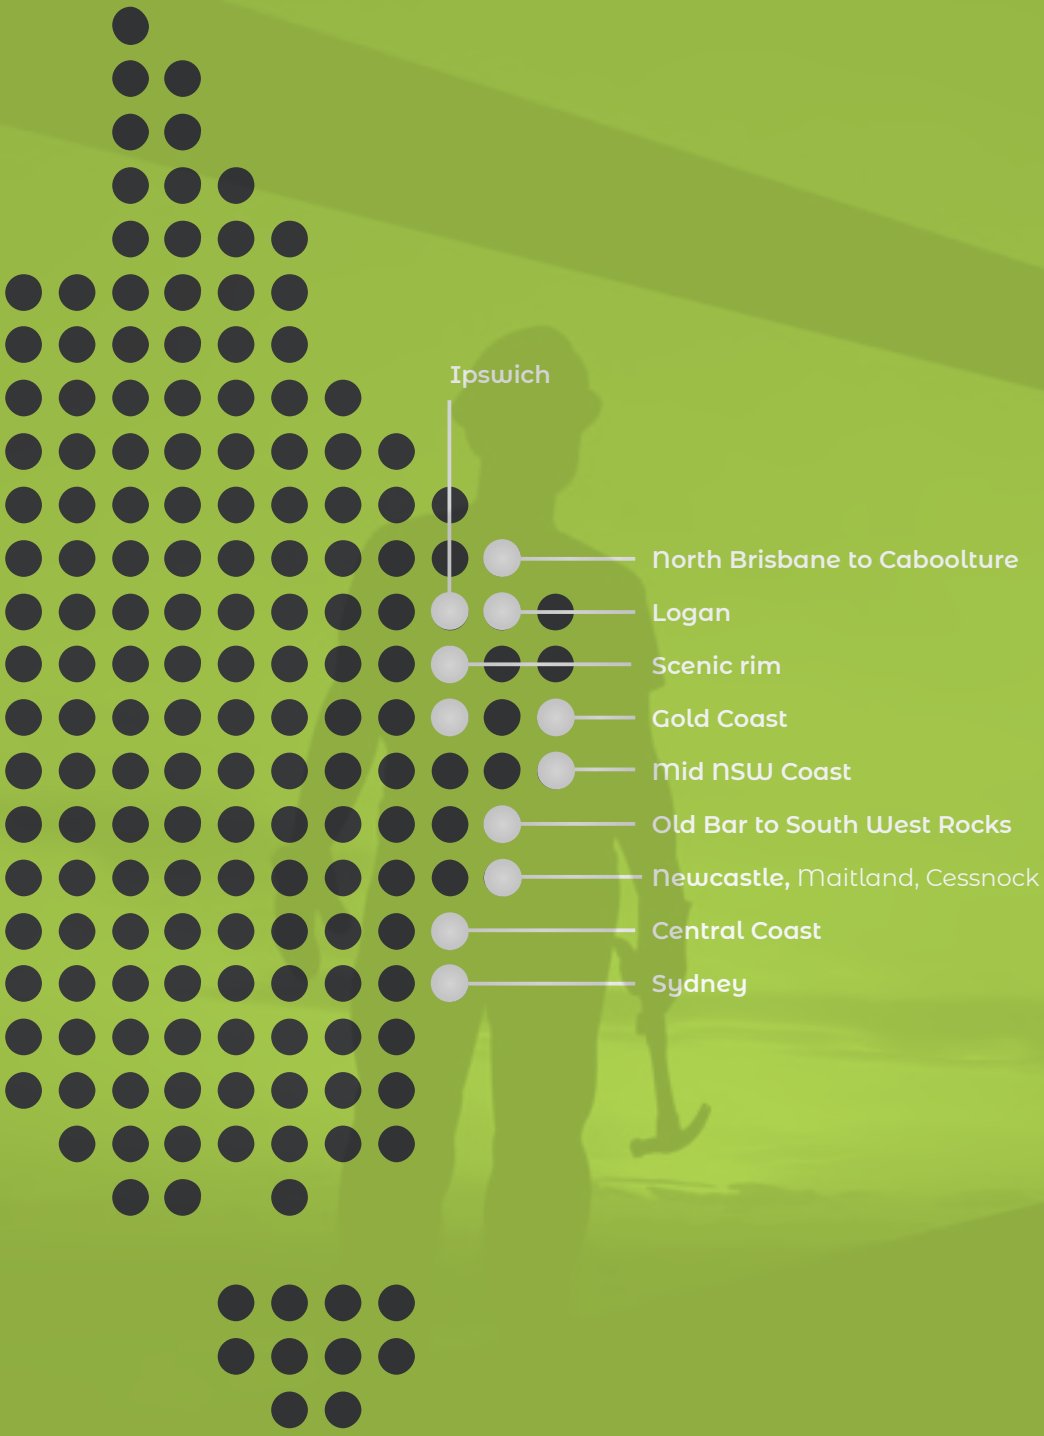 Ipswich
North Brisbane to Caboolture
Logan
Scenic rim
Gold Coast
Mid NSW Coast
Old Bar to South West Rocks
Newcastle, Maitland, Cessnock
Central Coast
Sydney